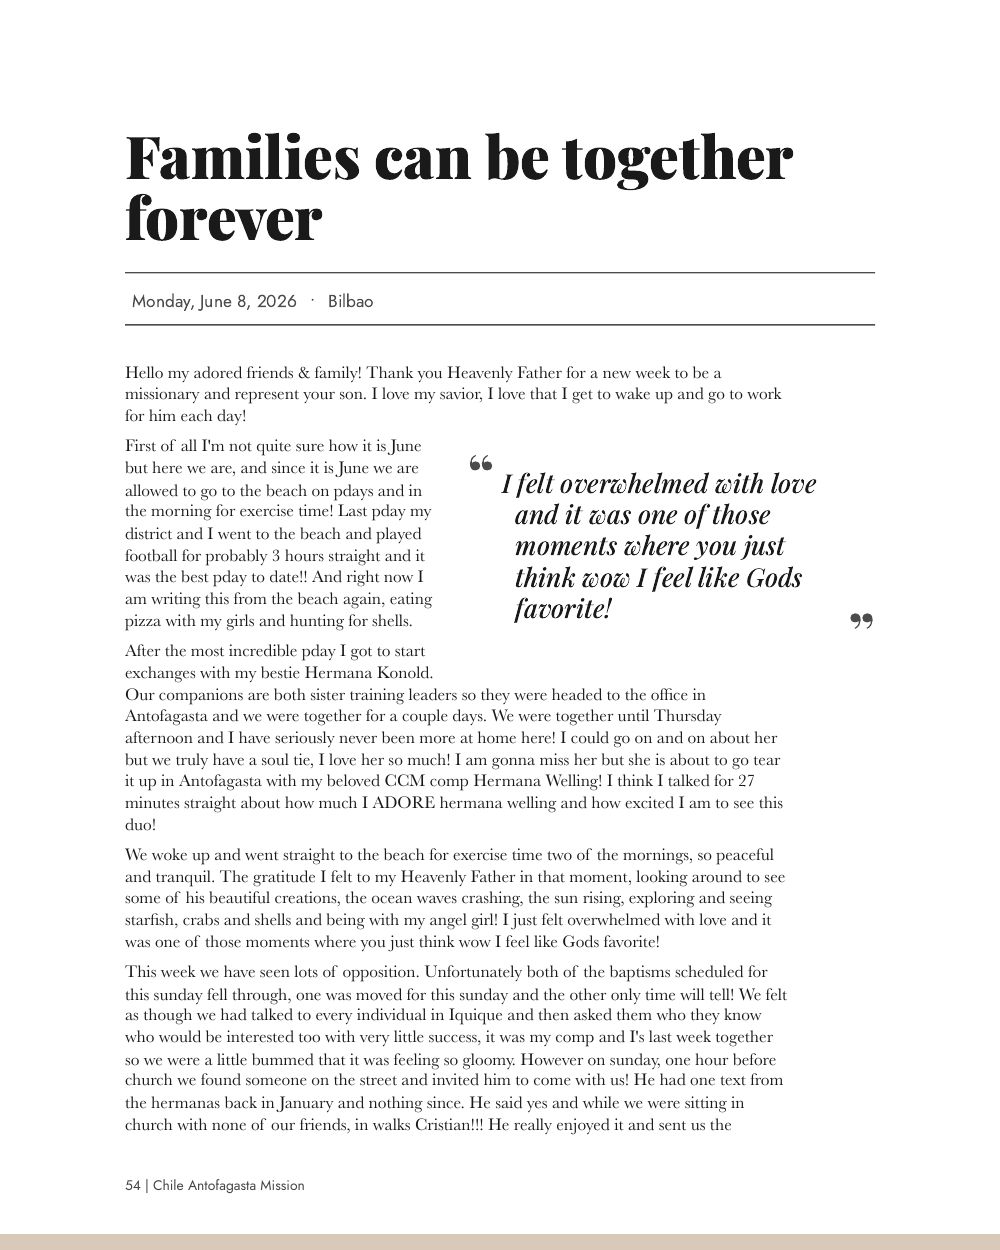 Families can be together
forever
Monday, June 8, 2026 · Bilbao
Hello my adored friends & family! Thank you Heavenly Father for a new week to be a
missionary and represent your son. I love my savior, I love that I get to wake up and go to work
for him each day!
First of all I'm not quite sure how it is June
but here we are, and since it is June we are
allowed to go to the beach on pdays and in
the morning for exercise time! Last pday my
district and I went to the beach and played
football for probably 3 hours straight and it
was the best pday to date!! And right now I
am writing this from the beach again, eating
pizza with my girls and hunting for shells.
“ I felt overwhelmed with love
and it was one of those
moments where you just
think wow I feel like Gods
favorite! ”
After the most incredible pday I got to start
exchanges with my bestie Hermana Konold.
Our companions are both sister training leaders so they were headed to the office in
Antofagasta and we were together for a couple days. We were together until Thursday
afternoon and I have seriously never been more at home here! I could go on and on about her
but we truly have a soul tie, I love her so much! I am gonna miss her but she is about to go tear
it up in Antofagasta with my beloved CCM comp Hermana Welling! I think I talked for 27
minutes straight about how much I ADORE hermana welling and how excited I am to see this
duo!
We woke up and went straight to the beach for exercise time two of the mornings, so peaceful
and tranquil. The gratitude I felt to my Heavenly Father in that moment, looking around to see
some of his beautiful creations, the ocean waves crashing, the sun rising, exploring and seeing
starfish, crabs and shells and being with my angel girl! I just felt overwhelmed with love and it
was one of those moments where you just think wow I feel like Gods favorite!
This week we have seen lots of opposition. Unfortunately both of the baptisms scheduled for
this sunday fell through, one was moved for this sunday and the other only time will tell! We felt
as though we had talked to every individual in Iquique and then asked them who they know
who would be interested too with very little success, it was my comp and I's last week together
so we were a little bummed that it was feeling so gloomy. However on sunday, one hour before
church we found someone on the street and invited him to come with us! He had one text from
the hermanas back in January and nothing since. He said yes and while we were sitting in
church with none of our friends, in walks Cristian!!! He really enjoyed it and sent us the
54 | Chile Antofagasta Mission